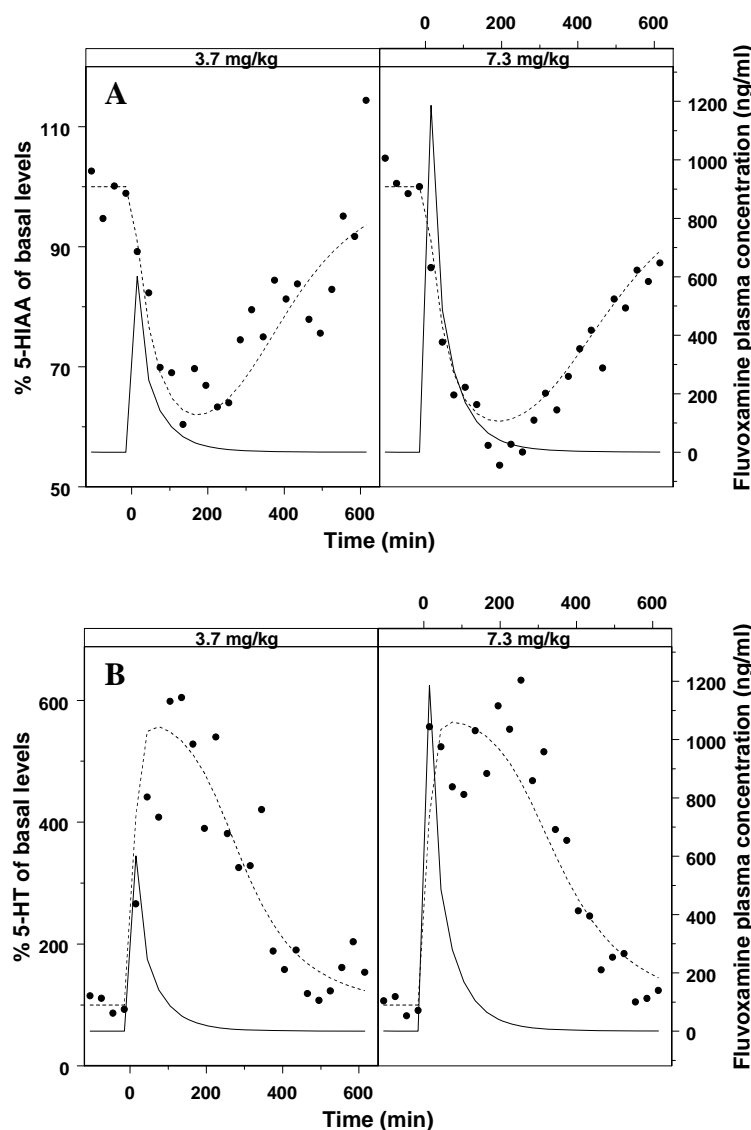 0 200 400 600
3.7 mg/kg 7.3 mg/kg
A
% 5-HIAA of basal levels
110
90
70
50
Fluvoxamine plasma concentration (ng/ml)
1200
1000
800
600
400
200
0
0 200 400 600
Time (min)
0 200 400 600
3.7 mg/kg 7.3 mg/kg
B
% 5-HT of basal levels
600
400
200
0
Fluvoxamine plasma concentration (ng/ml)
1200
1000
800
600
400
200
0
0 200 400 600
Time (min)